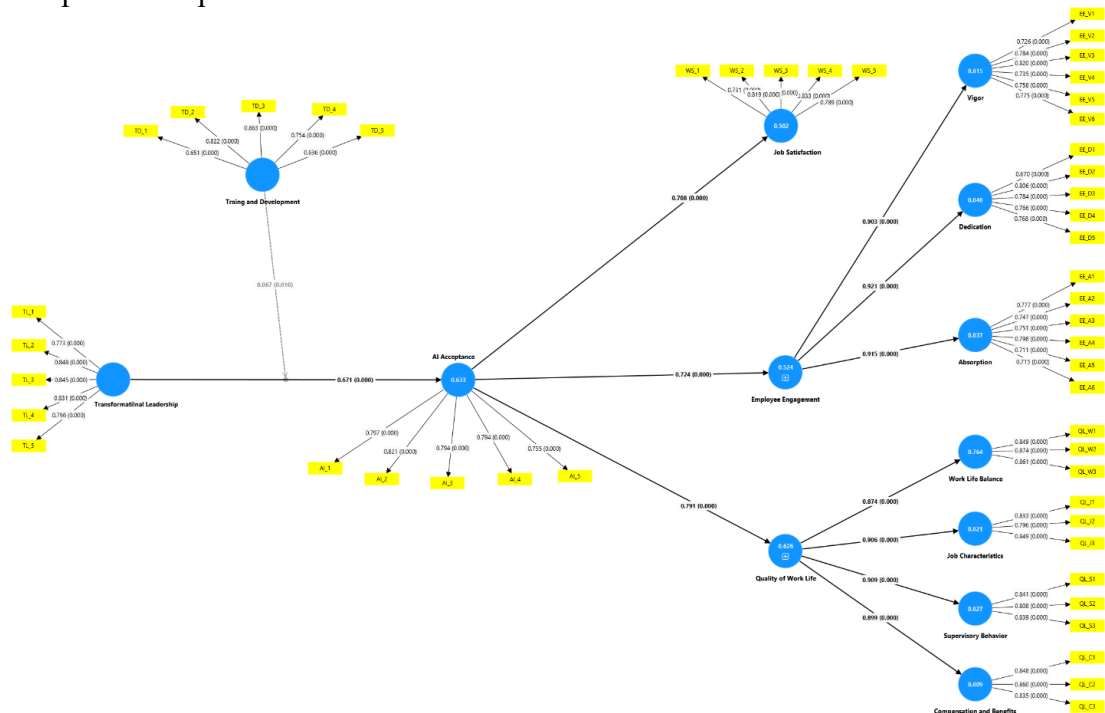 EE_V1
EE_V2
EE_V3
EE_V4
EE_V5
EE_V6
0.726 (0.000)
0.784 (0.000)
0.820 (0.000)
0.735 (0.000)
0.758 (0.000)
0.775 (0.000)
0.815
Vigor
WS_1
WS_2
WS_3
WS_4
WS_5
0.819 (0.000)
0.789 (0.000)
0.502
Job Satisfaction
TD_1
TD_2
TD_3
TD_4
TD_5
0.651 (0.000)
0.822 (0.000)
0.863 (0.000)
0.754 (0.000)
0.636 (0.000)
Traing and Development
0.067 (0.010)
0.708 (0.000)
0.903 (0.000)
EE_D1
EE_D2
EE_D3
EE_D4
EE_D5
0.870 (0.000)
0.806 (0.000)
0.784 (0.000)
0.766 (0.000)
0.760 (0.000)
0.848
Dedication
0.921 (0.000)
EE_A1
EE_A2
EE_A3
EE_A4
EE_A5
EE_A6
0.777 (0.000)
0.747 (0.000)
0.751 (0.000)
0.798 (0.000)
0.711 (0.000)
0.715 (0.000)
0.837
Absorption
0.915 (0.000)
TL_1
TL_2
TL_3
TL_4
TL_5
0.773 (0.000)
0.848 (0.000)
0.845 (0.000)
0.831 (0.000)
0.796 (0.000)
Transformatiinal Leadership
0.671 (0.000)
AI Acceptance
0.633
0.724 (0.000)
0.524
Employee Engagement
0.797 (0.000)
0.821 (0.000)
0.794 (0.000)
0.794 (0.000)
0.755 (0.000)
AI_1
AI_2
AI_3
AI_4
AI_5
0.791 (0.000)
0.626
Quality of Work Life
QL_W1
QL_W2
QL_W3
0.849 (0.000)
0.874 (0.000)
0.861 (0.000)
0.764
Work Life Balance
0.874 (0.000)
QL_J1
QL_J2
QL_J3
0.833 (0.000)
0.796 (0.000)
0.849 (0.000)
0.821
Job Characteristics
0.906 (0.000)
QL_S1
QL_S2
QL_S3
0.841 (0.000)
0.808 (0.000)
0.839 (0.000)
0.827
Supervisory Behavior
0.909 (0.000)
QL_C1
QL_C2
QL_C3
0.848 (0.000)
0.860 (0.000)
0.835 (0.000)
0.809
Compensation and Benefits
0.899 (0.000)